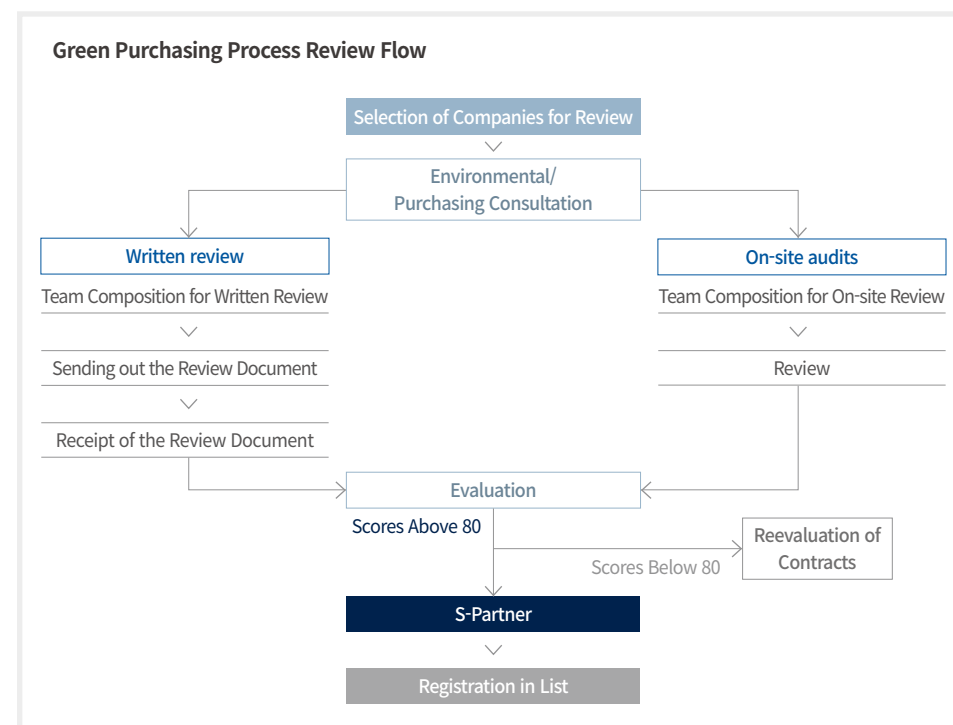 Green Purchasing Process Review Flow
Selection of Companies for Review
Environmental/
Purchasing Consultation
Written review
Team Composition for Written Review
Sending out the Review Document
Receipt of the Review Document
On-site audits
Team Composition for On-site Review
Review
Evaluation
Scores Above 80
Scores Below 80
Reevaluation of
Contracts
S-Partner
Registration in List